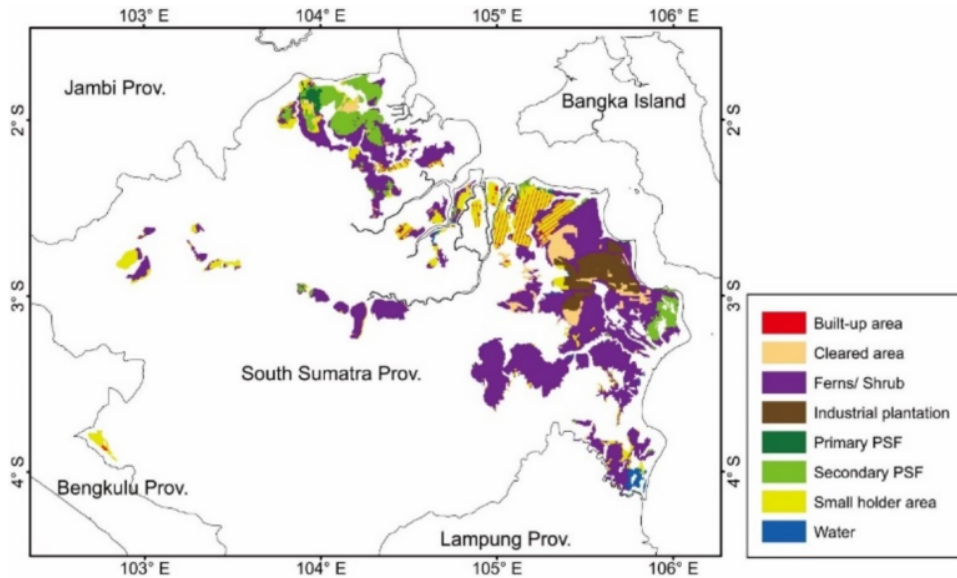 103° E 104° E 105° E 106° E
Jambi Prov.
Bangka Island
2° S 2° S
3° S 3° S
South Sumatra Prov.
4° S 4° S
Bengkulu Prov.
Lampung Prov.
103° E 104° E 105° E 106° E
Built-up area
Cleared area
Ferns/ Shrub
Industrial plantation
Primary PSF
Secondary PSF
Small holder area
Water